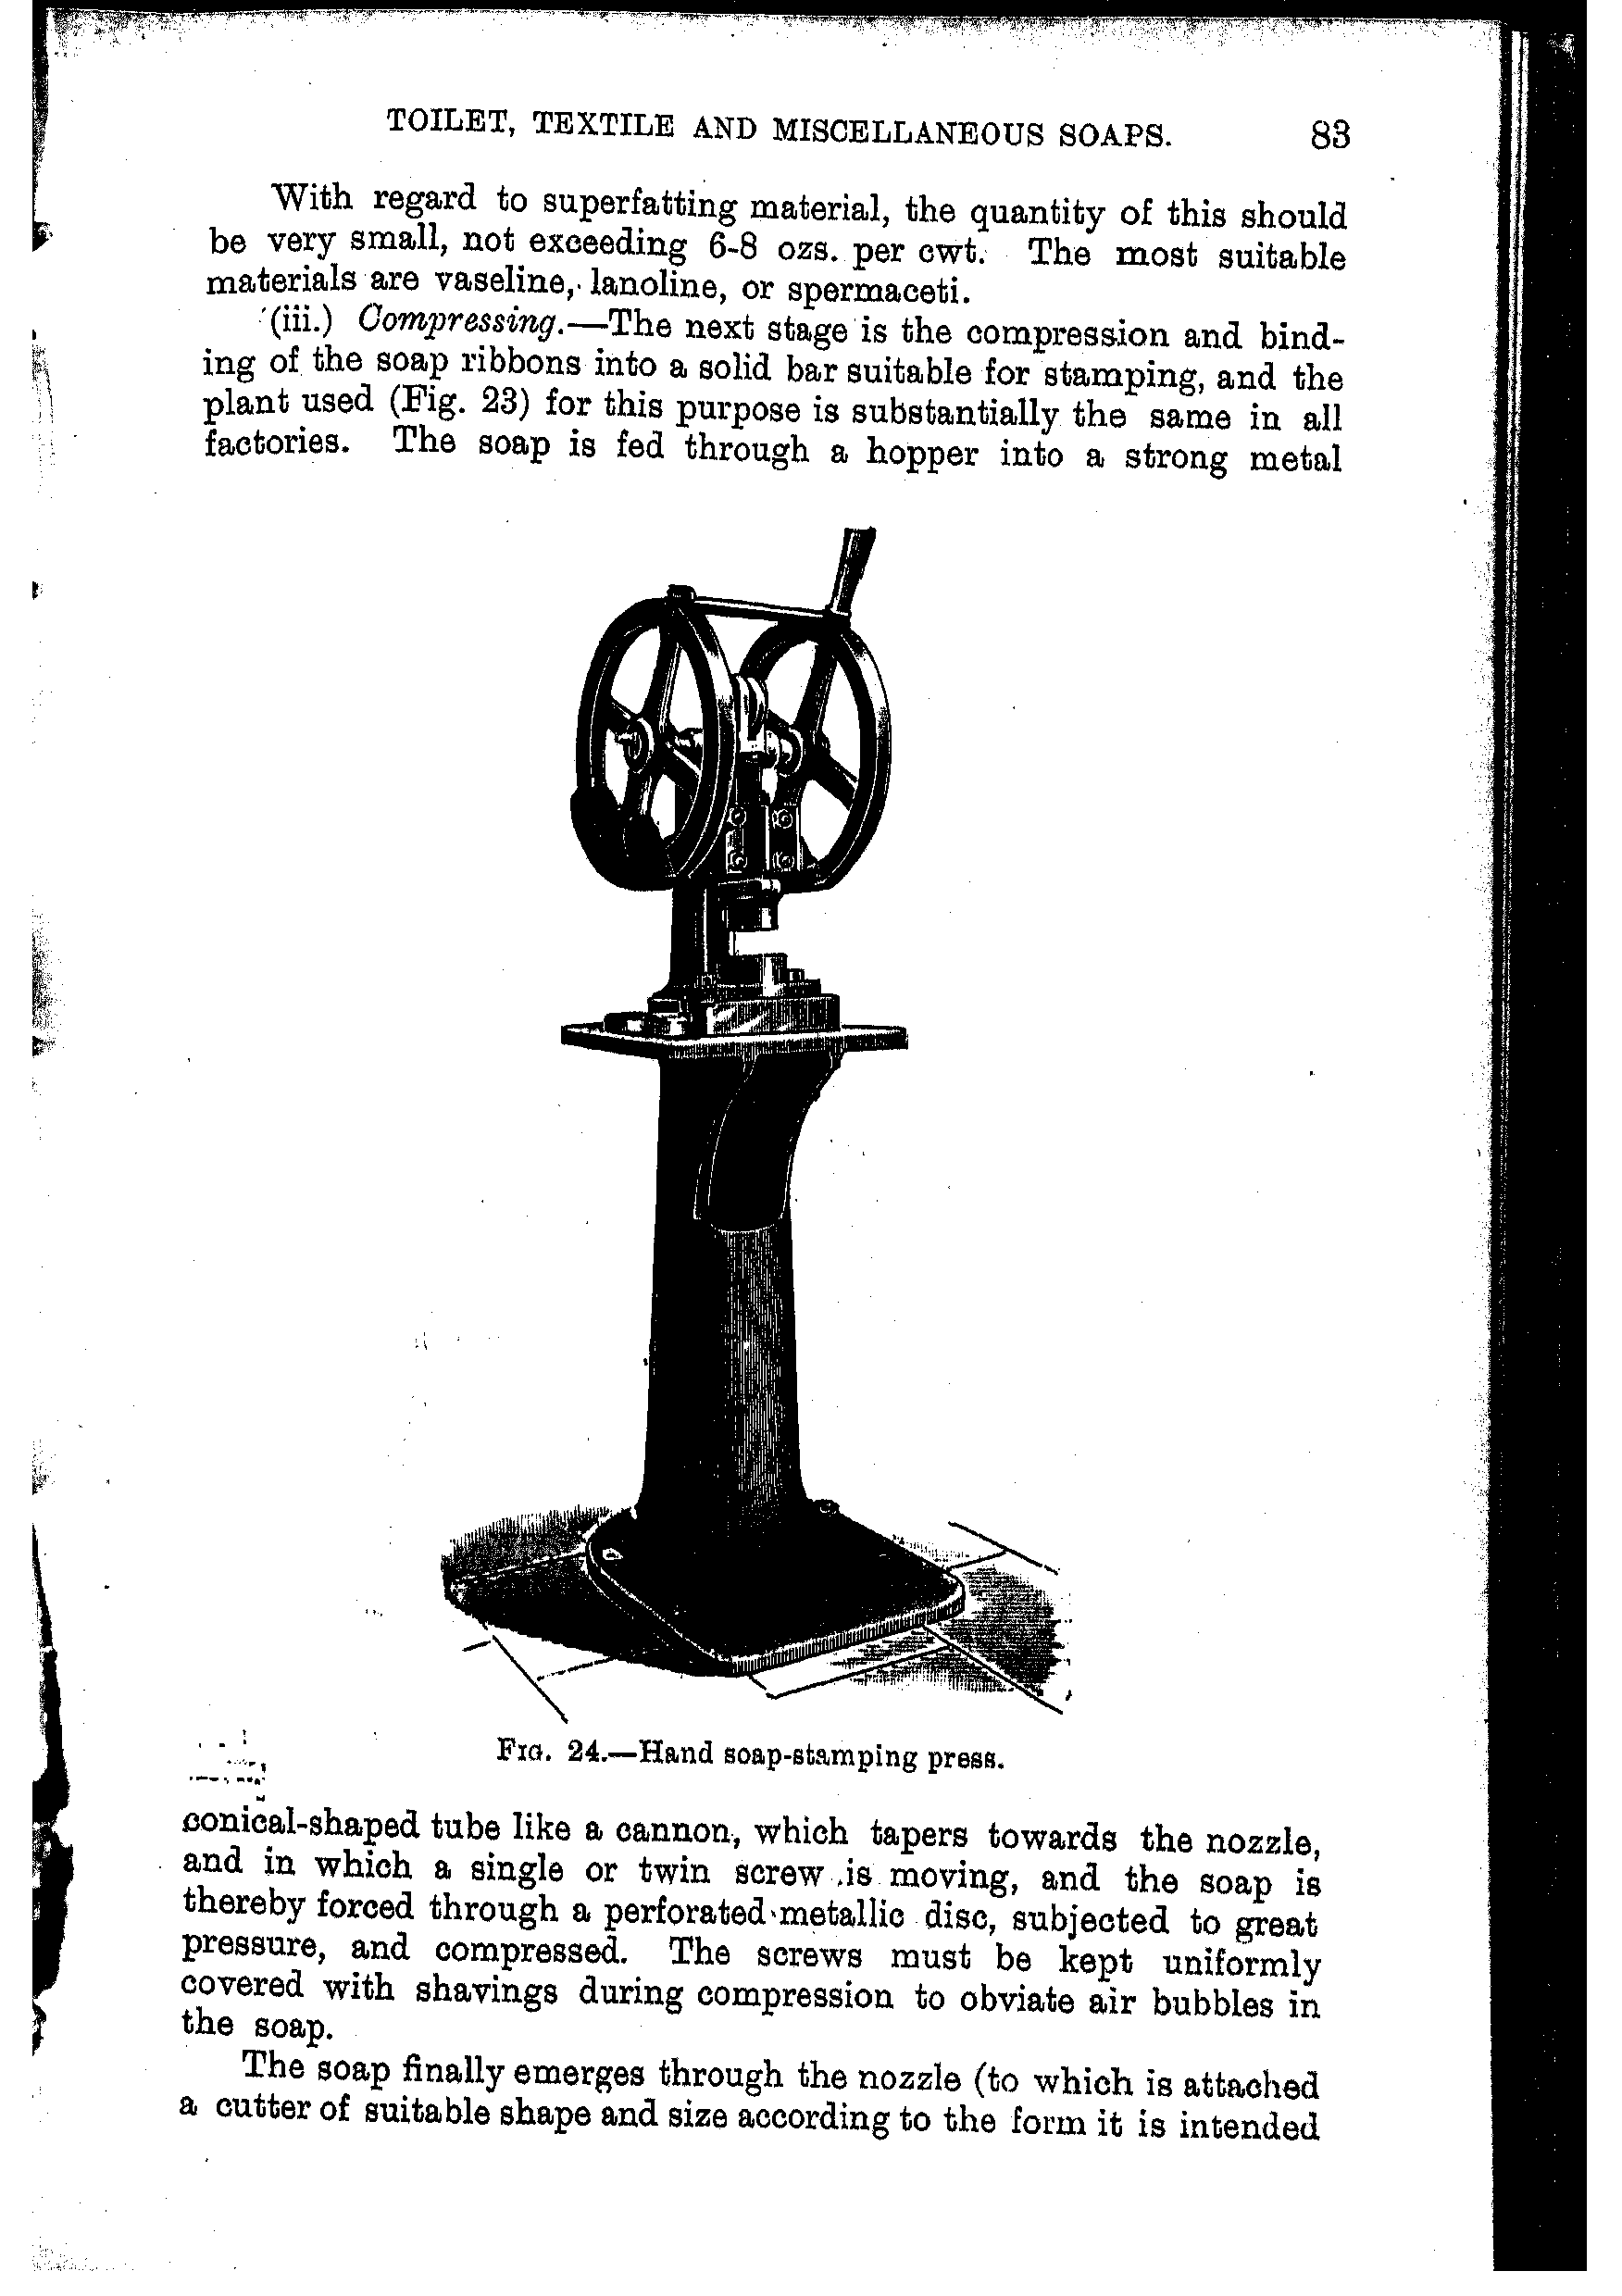 TOILET, TEXTILE AND MISCELLANEOUS SOAPS. 83
With regard to superfatting material, the quantity of this should
be very small, not exceeding 6-8 ozs. per cwt. The most suitable
materials are vaseline, lanoline, or spermaceti.
(iii.) Compressing.—The next stage is the compression and bind-
ing of the soap ribbons into a solid bar suitable for stamping, and the
plant used (Fig. 23) for this purpose is substantially the same in all
factories. The soap is fed through a hopper into a strong metal
FIG. 24.—Hand soap-stamping press.
conical-shaped tube like a cannon, which tapers towards the nozzle,
and in which a single or twin screw is moving, and the soap is
thereby forced through a perforated metallic disc, subjected to great
pressure, and compressed. The screws must be kept uniformly
covered with shavings during compression to obviate air bubbles in
the soap.
The soap finally emerges through the nozzle (to which is attached
a cutter of suitable shape and size according to the form it is intended